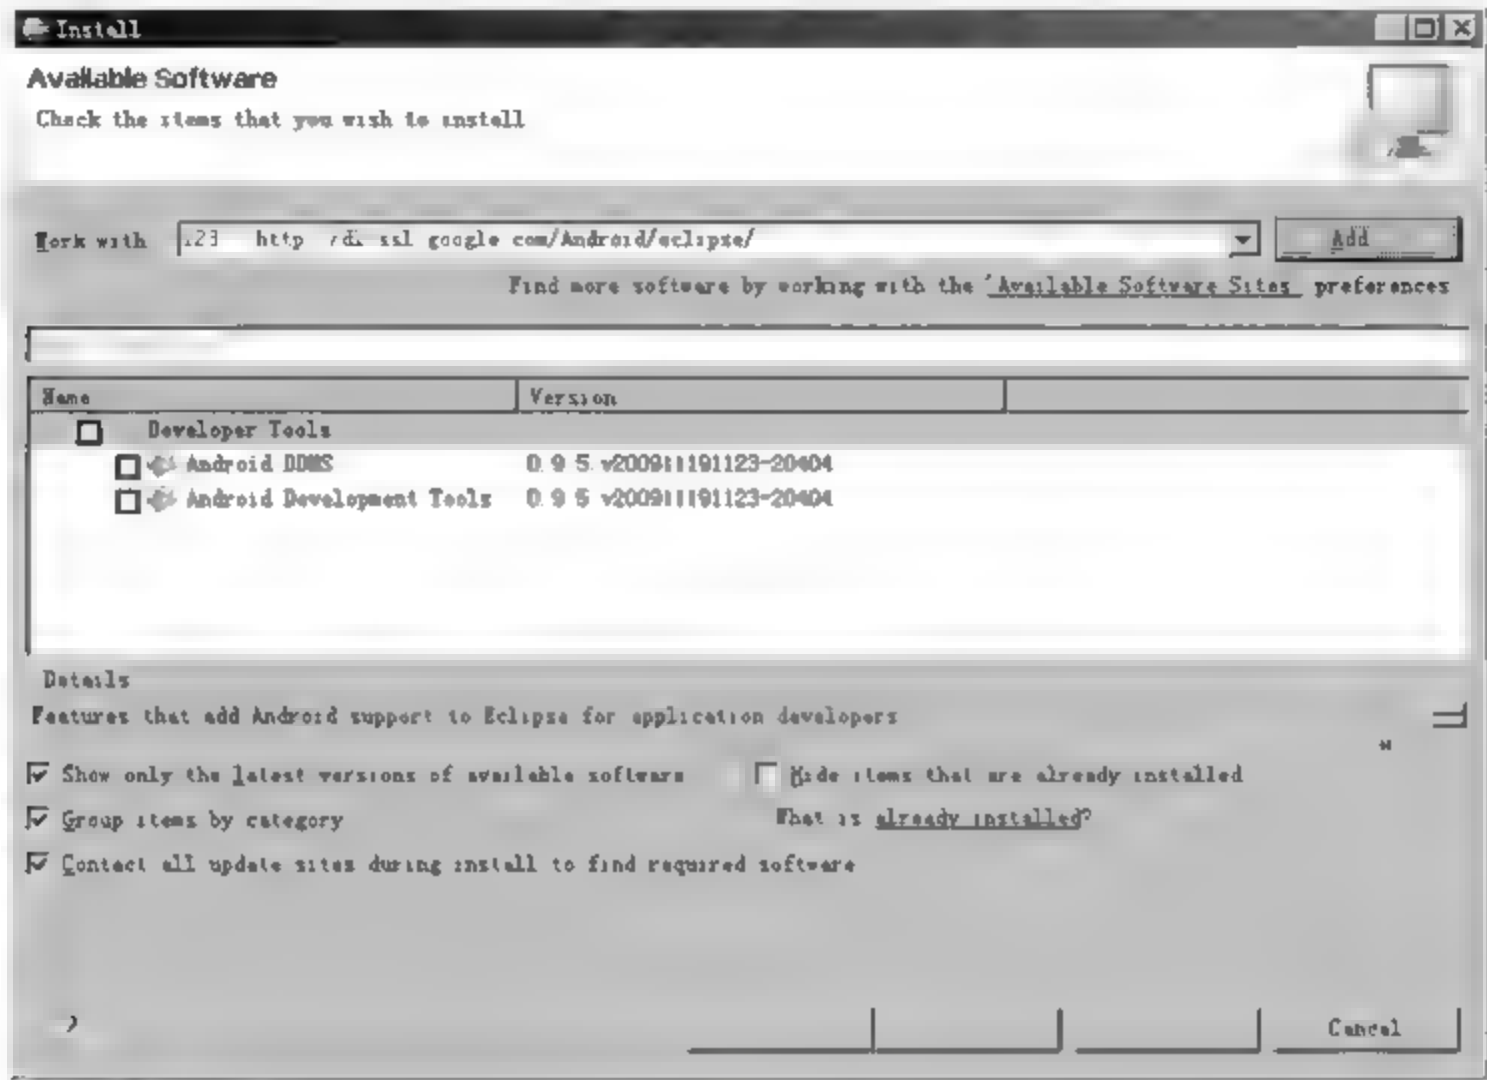 Install
Available Software
Check the items that you wish to install
Work with 123 http /dl ssl google com/Android/eclipse/ Add
Find more software by working with the 'Available Software Sites preferences
Name Version
Developer Tools
Android DDMS 0 9 5 v200911191123-20404
Android Development Tools 0 9 5 v200911191123-20404
Details
Features that add Android support to Eclipse for application developers
Show only the latest versions of available software Hide items that are already installed
Group items by category What is already installed?
Contact all update sites during install to find required software
Cancel